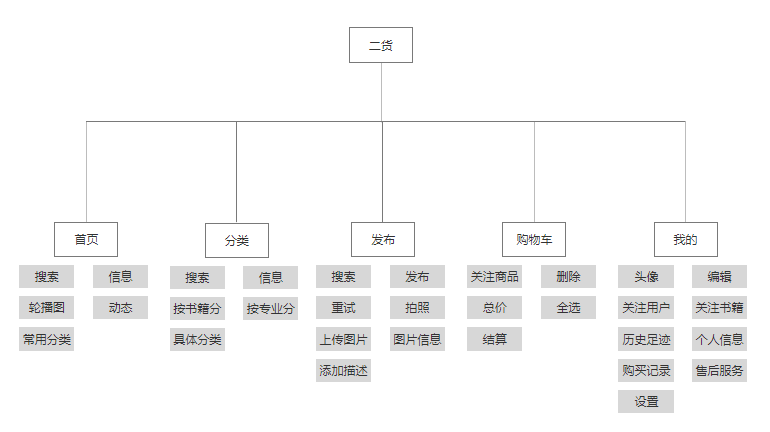 二货
首页
分类
发布
购物车
我的
搜索
信息
轮播图
动态
常用分类
搜索
信息
按书籍分
按专业分
具体分类
搜索
发布
重试
拍照
上传图片
图片信息
添加描述
关注商品
删除
总价
全选
结算
头像
编辑
关注用户
关注书籍
历史足迹
个人信息
购买记录
售后服务
设置